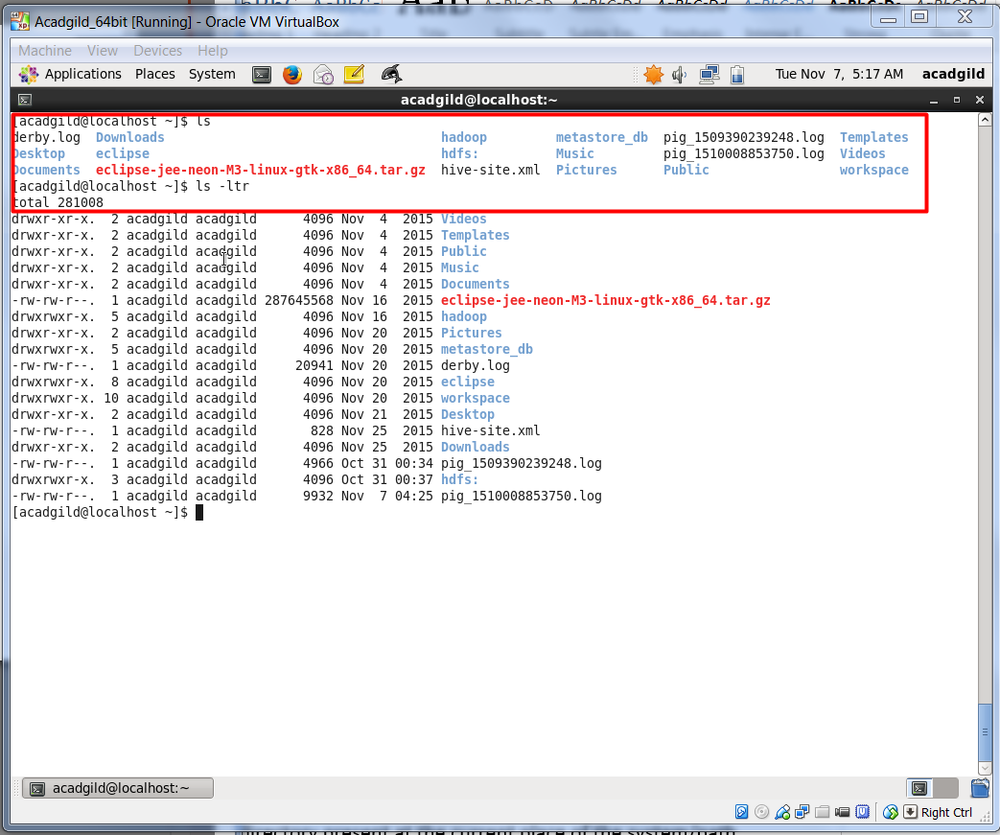 Acadgild_64bit [Running] - Oracle VM VirtualBox
Machine View Devices Help
Applications Places System Tue Nov 7, 5:17 AM acadgild
acadgild@localhost:~
[acadgild@localhost ~]$ ls
derby.log Downloads hadoop metastore_db pig_1509390239248.log Templates
Desktop eclipse hdfs: Music pig_1510008853750.log Videos
Documents eclipse-jee-neon-M3-linux-gtk-x86_64.tar.gz hive-site.xml Pictures Public workspace
[acadgild@localhost ~]$ ls -ltr
total 281008
drwxr-xr-x. 2 acadgild acadgild 4096 Nov 4 2015 Videos
drwxr-xr-x. 2 acadgild acadgild 4096 Nov 4 2015 Templates
drwxr-xr-x. 2 acadgild acadgild 4096 Nov 4 2015 Public
drwxr-xr-x. 2 acadgild acadgild 4096 Nov 4 2015 Music
drwxr-xr-x. 2 acadgild acadgild 4096 Nov 4 2015 Documents
-rw-rw-r--. 1 acadgild acadgild 287645568 Nov 16 2015 eclipse-jee-neon-M3-linux-gtk-x86_64.tar.gz
drwxrwxr-x. 5 acadgild acadgild 4096 Nov 16 2015 hadoop
drwxr-xr-x. 2 acadgild acadgild 4096 Nov 20 2015 Pictures
drwxrwxr-x. 5 acadgild acadgild 4096 Nov 20 2015 metastore_db
-rw-rw-r--. 1 acadgild acadgild 20941 Nov 20 2015 derby.log
drwxrwxr-x. 8 acadgild acadgild 4096 Nov 20 2015 eclipse
drwxrwxr-x. 10 acadgild acadgild 4096 Nov 20 2015 workspace
drwxr-xr-x. 2 acadgild acadgild 4096 Nov 21 2015 Desktop
-rw-rw-r--. 1 acadgild acadgild 828 Nov 25 2015 hive-site.xml
drwxr-xr-x. 2 acadgild acadgild 4096 Nov 25 2015 Downloads
-rw-rw-r--. 1 acadgild acadgild 4966 Oct 31 00:34 pig_1509390239248.log
drwxrwxr-x. 3 acadgild acadgild 4096 Oct 31 00:37 hdfs:
-rw-rw-r--. 1 acadgild acadgild 9932 Nov 7 04:25 pig_1510008853750.log
[acadgild@localhost ~]$
acadgild@localhost:~
Right Ctrl